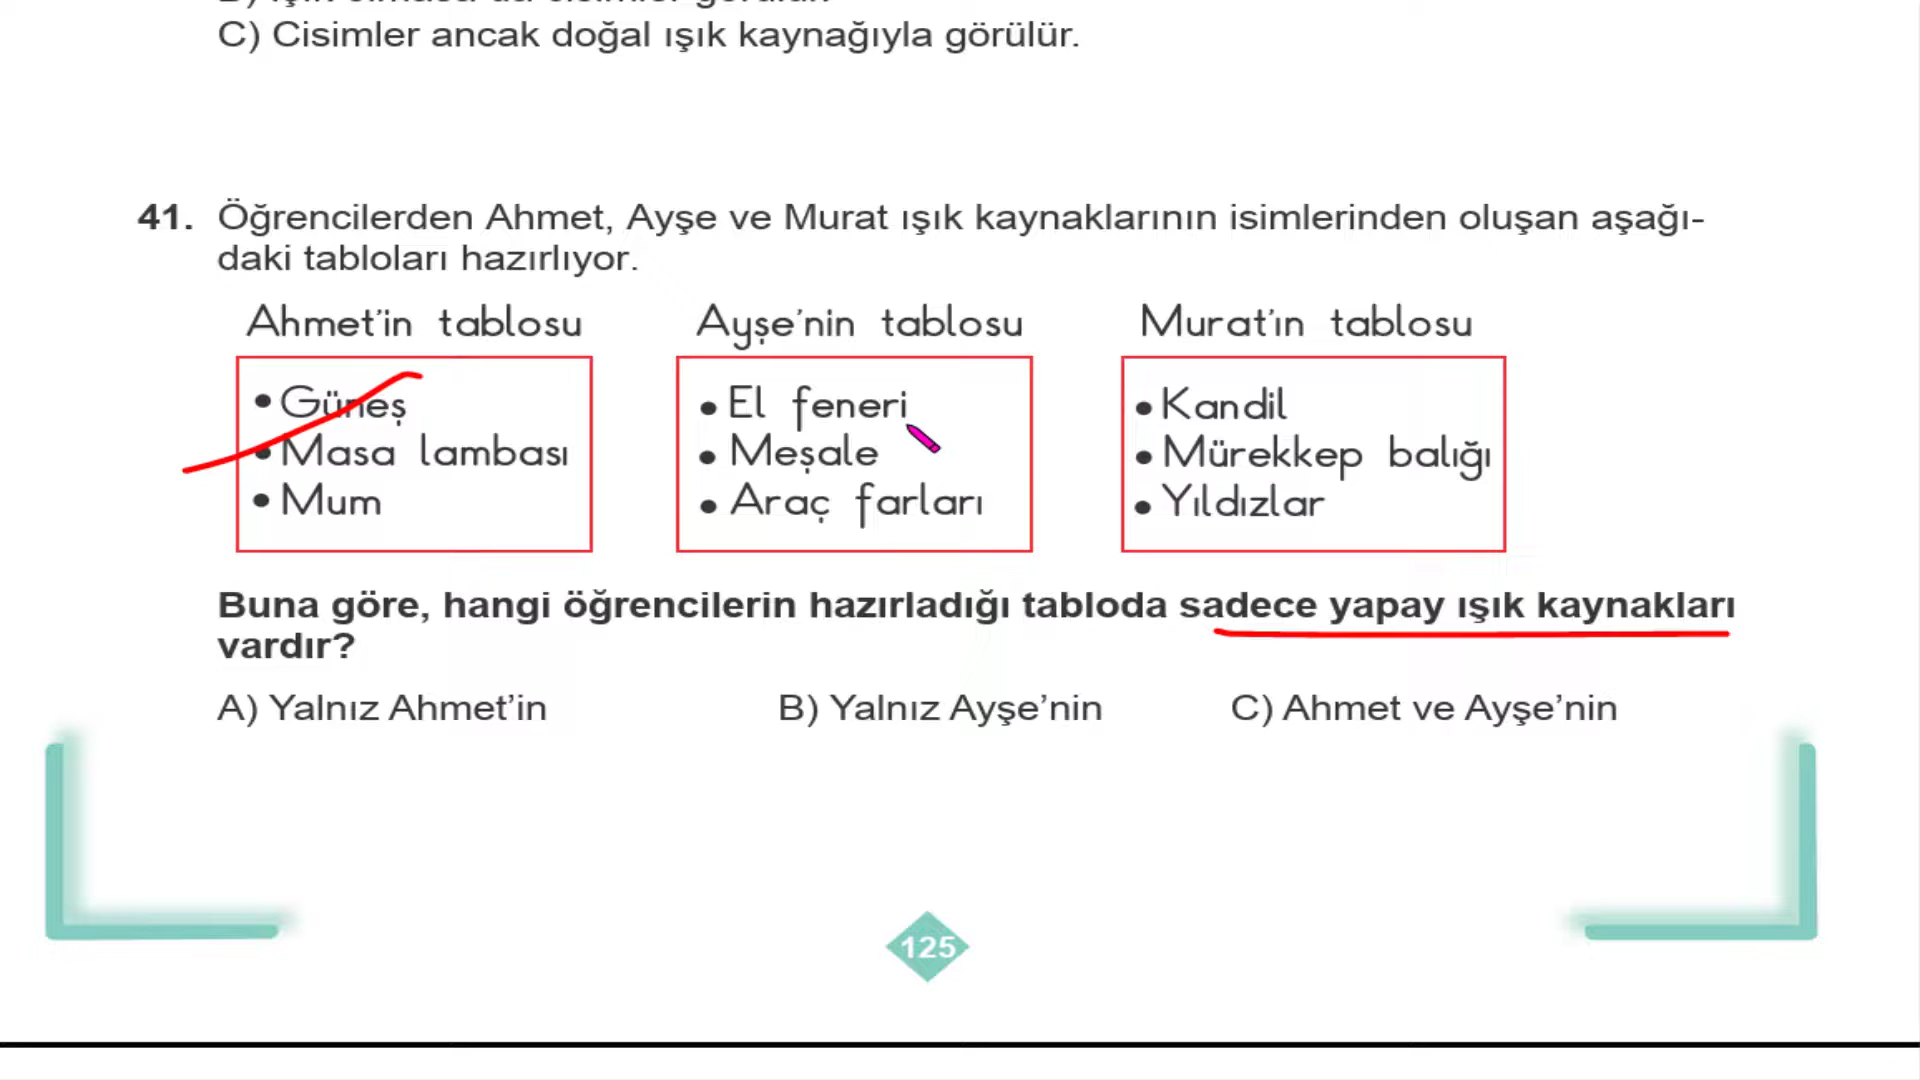 C) Cisimler ancak doğal ışık kaynağıyla görülür.
41. Öğrencilerden Ahmet, Ayşe ve Murat ışık kaynaklarının isimlerinden oluşan aşağı-
daki tabloları hazırlıyor.
Ahmet'in tablosu
• Güneş
• Masa lambası
• Mum
Ayşe'nin tablosu
• El feneri
• Meşale
• Araç farları
Murat'ın tablosu
• Kandil
• Mürekkep balığı
• Yıldızlar
Buna göre, hangi öğrencilerin hazırladığı tabloda sadece yapay ışık kaynakları
vardır?
A) Yalnız Ahmet’in
B) Yalnız Ayşe’nin
C) Ahmet ve Ayşe’nin
125